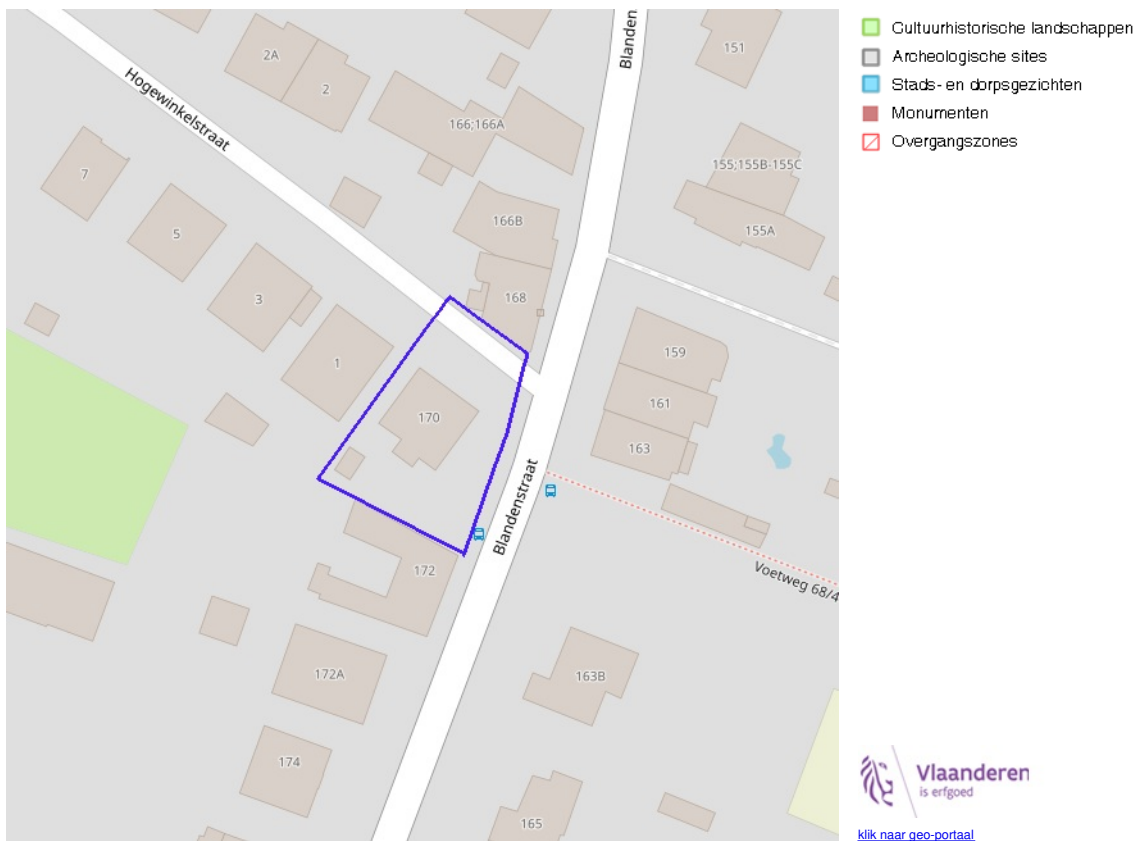 2A
2
Hogewinkelstraat
7
5
3
1
166;166A
166B
168
Blanden
151
155;155B-155C
155A
159
161
163
170
172
Blandenstraat
Voetweg 68/4
172A
174
163B
165
Cultuurhistorische landschappen
Archeologische sites
Stads- en dorpsgezichten
Monumenten
Overgangszones
Vlaanderen
is erfgoed
klik naar geo-portaal